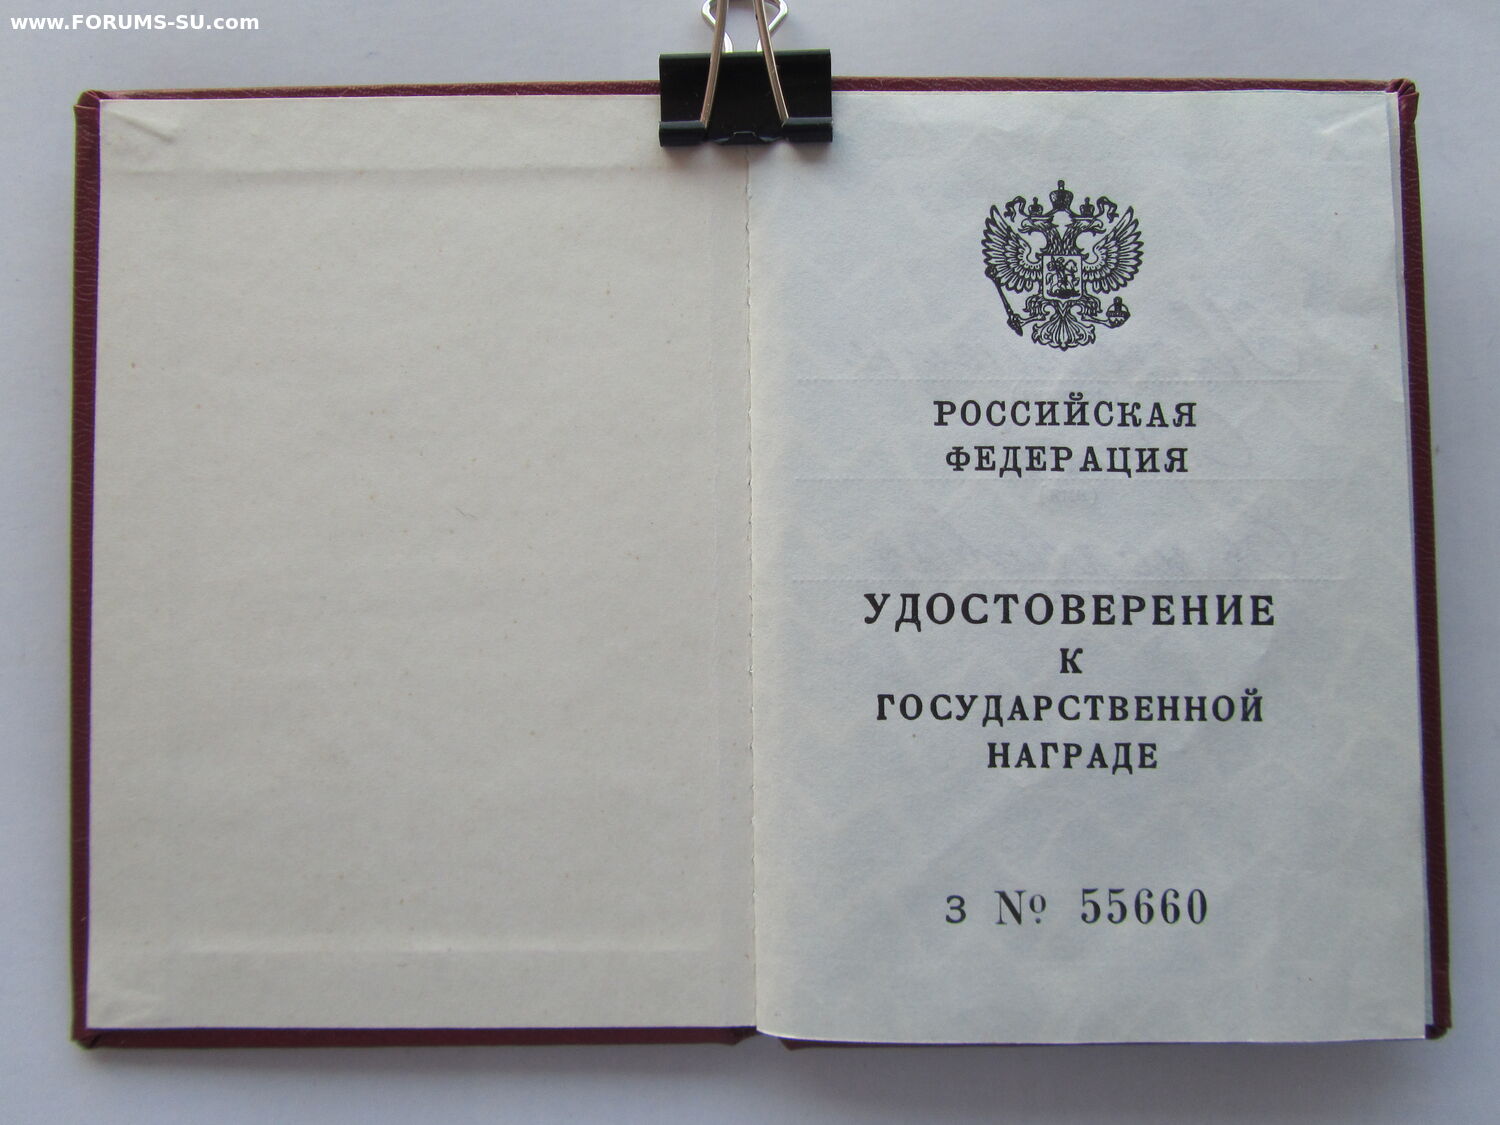 www.FORUMS-SU.com
РОССИЙСКАЯ
ФЕДЕРАЦИЯ
УДОСТОВЕРЕНИЕ
К
ГОСУДАРСТВЕННОЙ
НАГРАДЕ
З № 55660